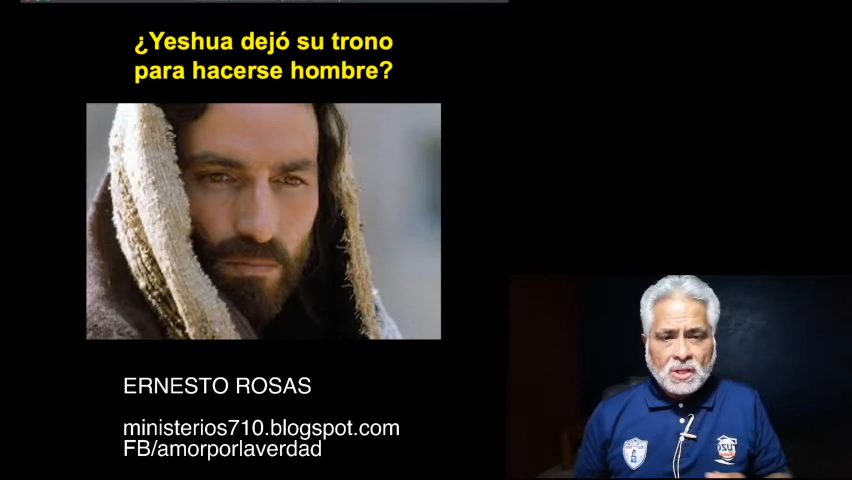 ¿Yeshua dejó su trono
para hacerse hombre?
ERNESTO ROSAS
ministerios710.blogspot.com
FB/amorporlaverdad